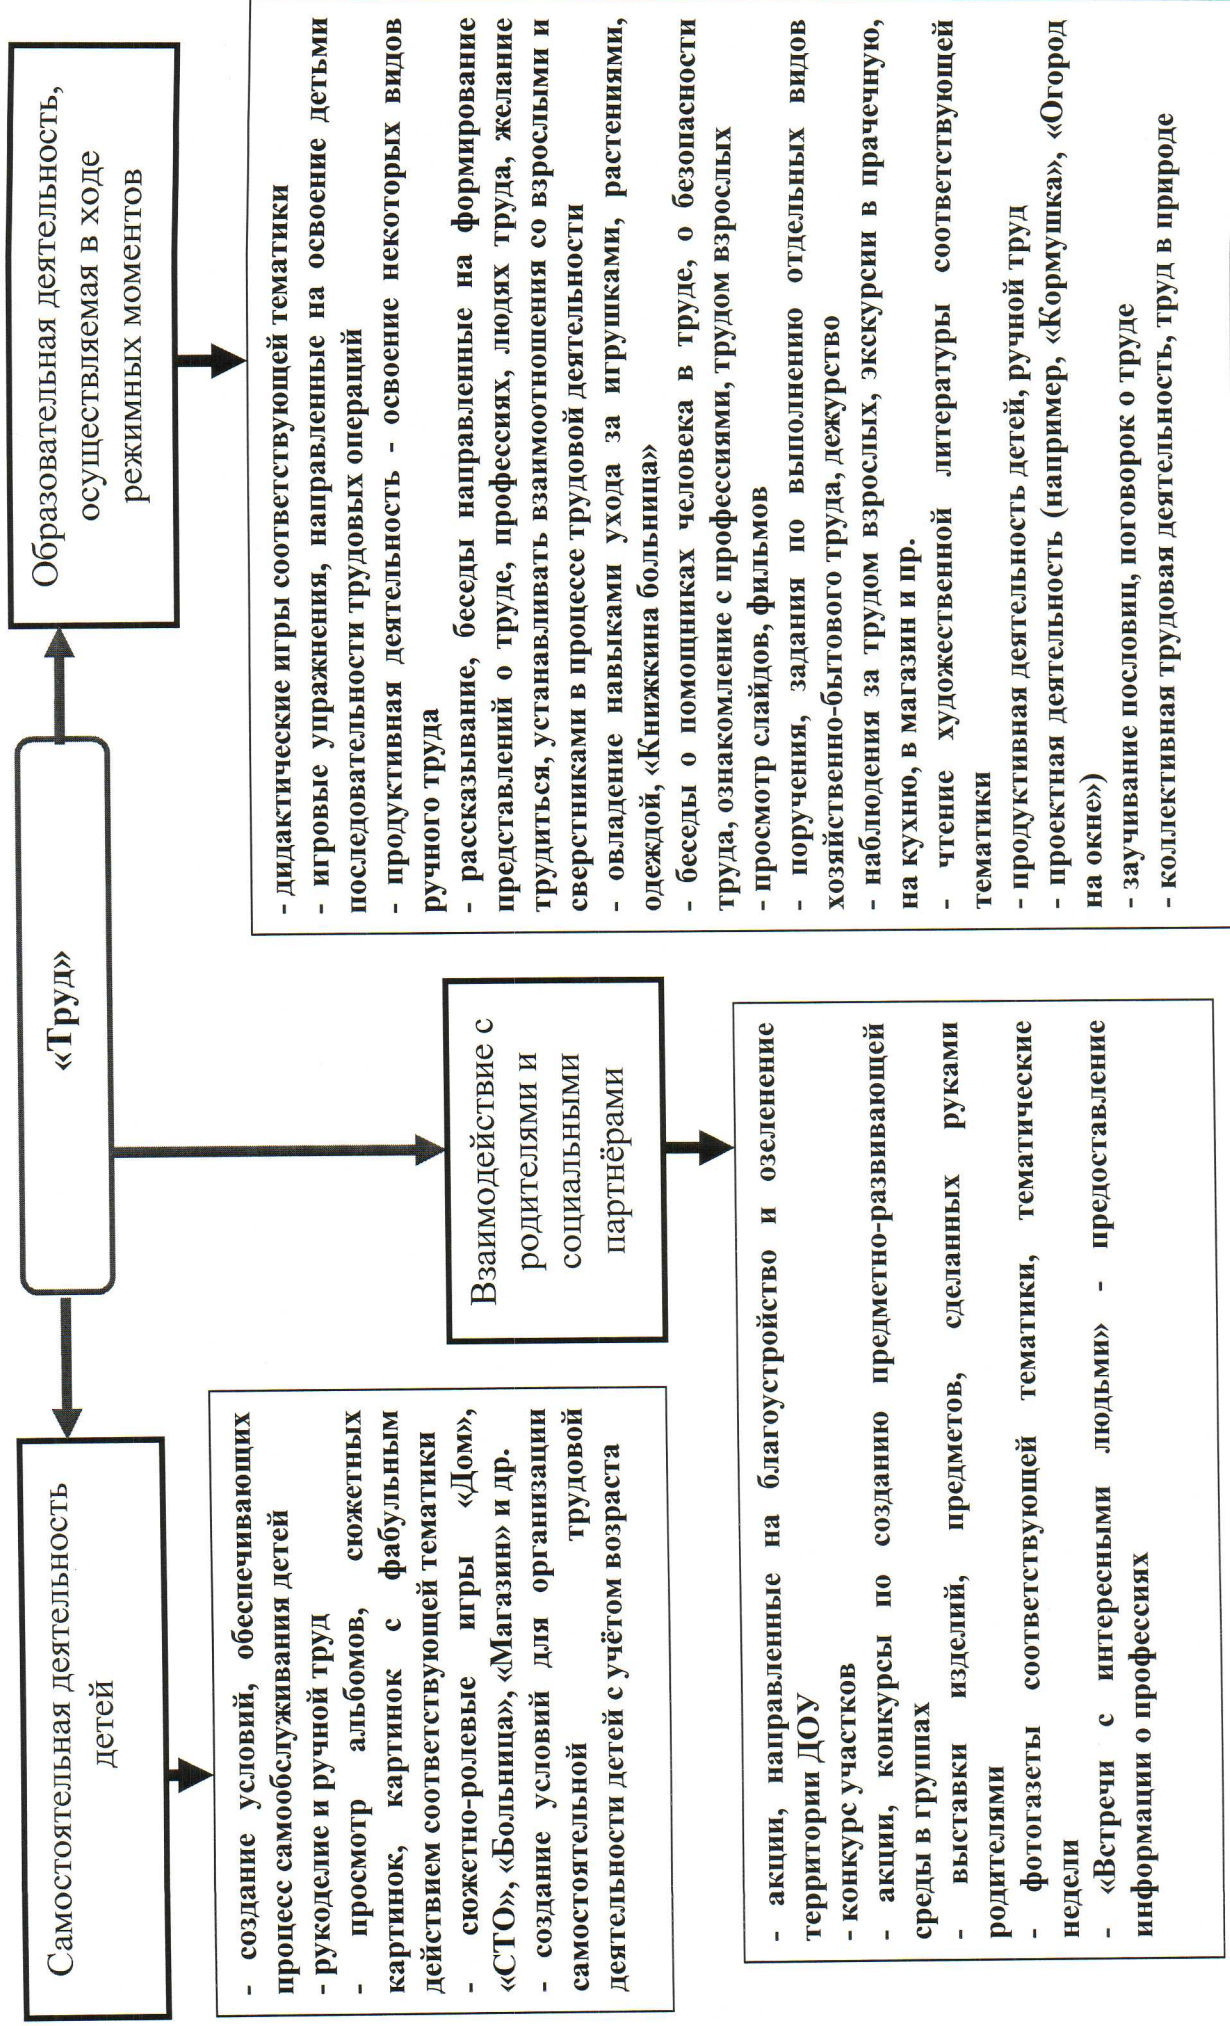 «Труд»
Самостоятельная деятельность
детей
- создание условий, обеспечивающих
процесс самообслуживания детей
- рукоделие и ручной труд
- просмотр альбомов, сюжетных
картинок, картинок с фабульным
действием соответствующей тематики
- сюжетно-ролевые игры «Дом»,
«СТО», «Больница», «Магазин» и др.
- создание условий для организации
самостоятельной трудовой
деятельности детей с учётом возраста
Взаимодействие с
родителями и
социальными
партнёрами
- акции, направленные на благоустройство и озеленение
территории ДОУ
- конкурс участков
- акции, конкурсы по созданию предметно-развивающей
среды в группах
- выставки изделий, предметов, сделанных руками
родителями
- фотогазеты соответствующей тематики, тематические
недели
- «Встречи с интересными людьми» - предоставление
информации о профессиях
Образовательная деятельность,
осуществляемая в ходе
режимных моментов
- дидактические игры соответствующей тематики
- игровые упражнения, направленные на освоение детьми
последовательности трудовых операций
- продуктивная деятельность - освоение некоторых видов
ручного труда
- рассказывание, беседы направленные на формирование
представлений о труде, профессиях, людях труда, желание
трудиться, устанавливать взаимоотношения со взрослыми и
сверстниками в процессе трудовой деятельности
- овладение навыками ухода за игрушками, растениями,
одеждой, «Книжкина больница»
- беседы о помощниках человека в труде, о безопасности
труда, ознакомление с профессиями, трудом взрослых
- просмотр слайдов, фильмов
- поручения, задания по выполнению отдельных видов
хозяйственно-бытового труда, дежурство
- наблюдения за трудом взрослых, экскурсии в прачечную,
на кухню, в магазин и пр.
- чтение художественной литературы соответствующей
тематики
- продуктивная деятельность детей, ручной труд
- проектная деятельность (например, «Кормушка», «Огород
на окне»)
- заучивание пословиц, поговорок о труде
- коллективная трудовая деятельность, труд в природе